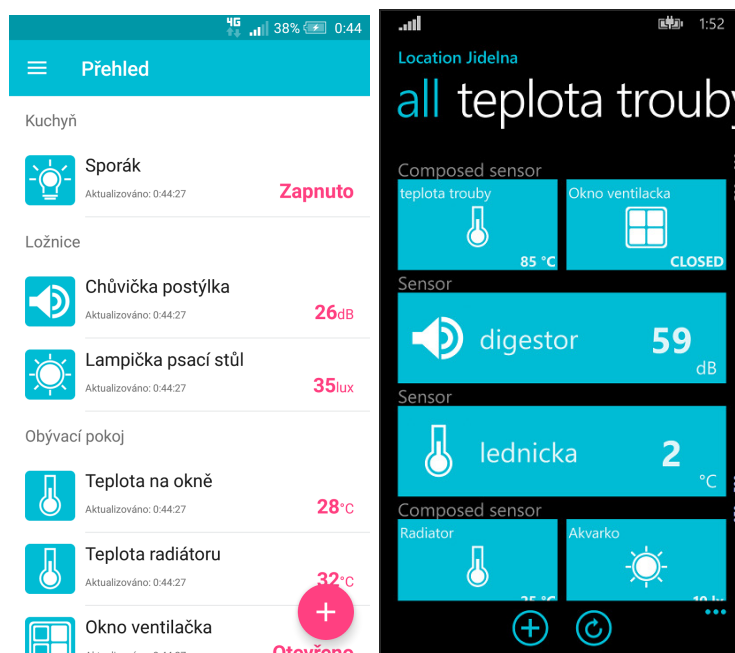 4G 38% 0:44
Přehled
Kuchyň
Sporák
Aktualizováno: 0:44:27
Zapnuto
Ložnice
Chůvička postýlka
Aktualizováno: 0:44:27
26dB
Lampička psací stůl
Aktualizováno: 0:44:27
35lux
Obývací pokoj
Teplota na okně
Aktualizováno: 0:44:27
28°C
Teplota radiátoru
Aktualizováno: 0:44:27
32°C
+
Okno ventilačka
Otevřeno
1:52
Location Jidelna
all teplota trouby
Composed sensor
teplota trouby
85 °C
Okno ventilacka
CLOSED
Sensor
digestor
59
dB
Sensor
lednicka
2
°C
Composed sensor
Radiator
Akvarko